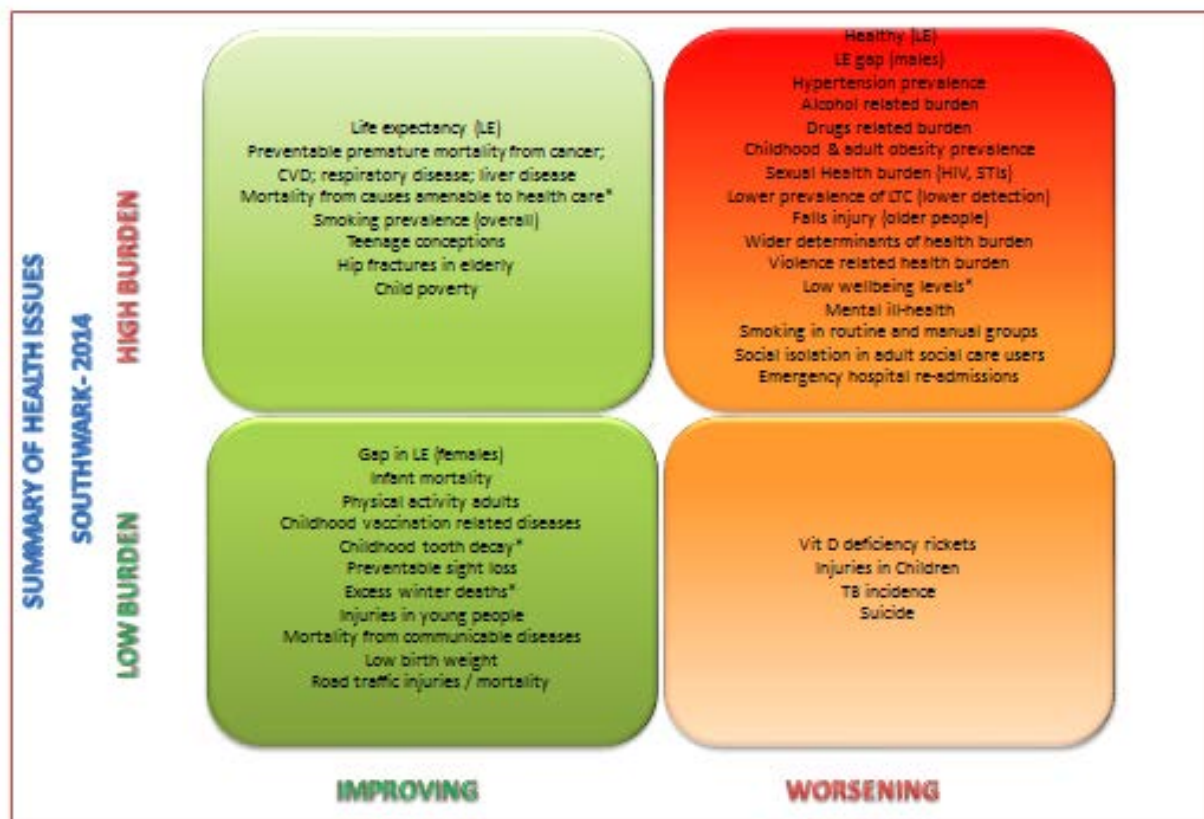 SUMMARY OF HEALTH ISSUES
SOUTHWARK- 2014
HIGH BURDEN
Life expectancy (LE)
Preventable premature mortality from cancer;
CVD; respiratory disease; liver disease
Mortality from causes amenable to health care*
Smoking prevalence (overall)
Teenage conceptions
Hip fractures in elderly
Child poverty
Healthy (LE)
LE gap (males)
Hypertension prevalence
Alcohol related burden
Drugs related burden
Childhood & adult obesity prevalence
Sexual Health burden (HIV, STIs)
Lower prevalence of LTC (lower detection)
Falls injury (older people)
Wider determinants of health burden
Violence related health burden
Low wellbeing levels*
Mental ill-health
Smoking in routine and manual groups
Social isolation in adult social care users
Emergency hospital re-admissions
LOW BURDEN
Gap in LE (females)
Infant mortality
Physical activity adults
Childhood vaccination related diseases
Childhood tooth decay*
Preventable sight loss
Excess winter deaths*
Injuries in young people
Mortality from communicable diseases
Low birth weight
Road traffic injuries / mortality
Vit D deficiency rickets
Injuries in Children
TB incidence
Suicide
IMPROVING
WORSENING